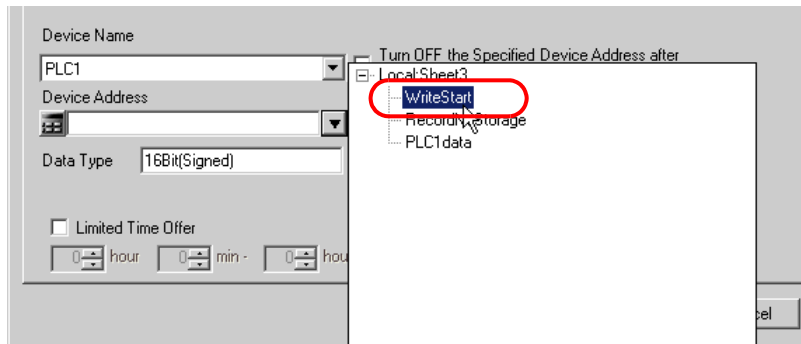 Device Name
PLC1
Turn OFF the Specified Device Address after
Local:Sheet3
Device Address
WriteStart
PLC1data
Data Type 16Bit(Signed)
Limited Time Offer
0 hour 0 min - 0